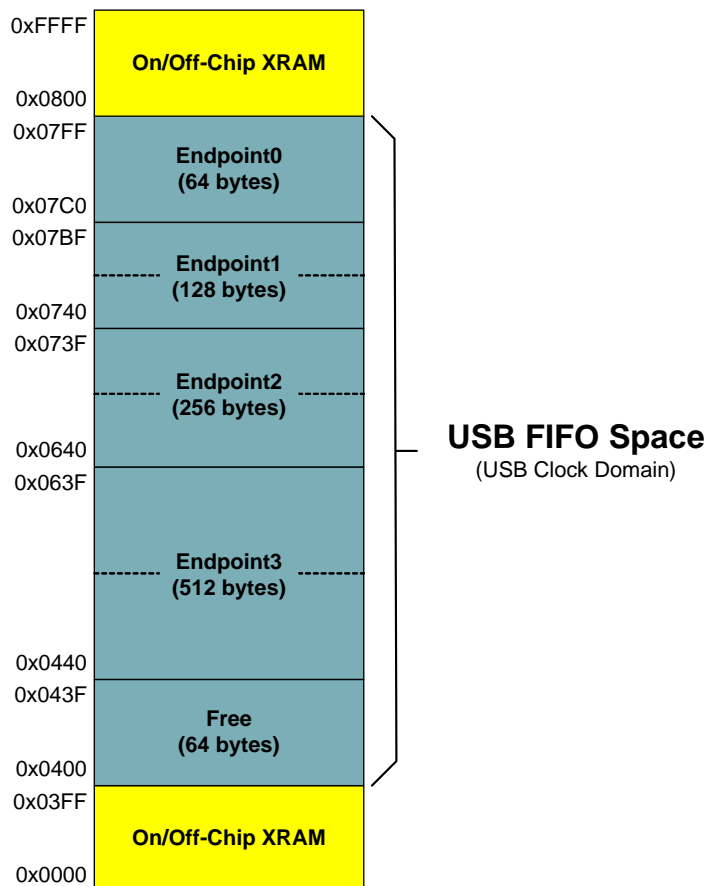 0xFFFF
On/Off-Chip XRAM
0x0800
0x07FF
Endpoint0
(64 bytes)
0x07C0
0x07BF
Endpoint1
(128 bytes)
0x0740
0x073F
Endpoint2
(256 bytes)
0x0640
0x063F
Endpoint3
(512 bytes)
0x0440
0x043F
Free
(64 bytes)
0x0400
0x03FF
On/Off-Chip XRAM
0x0000
USB FIFO Space
(USB Clock Domain)